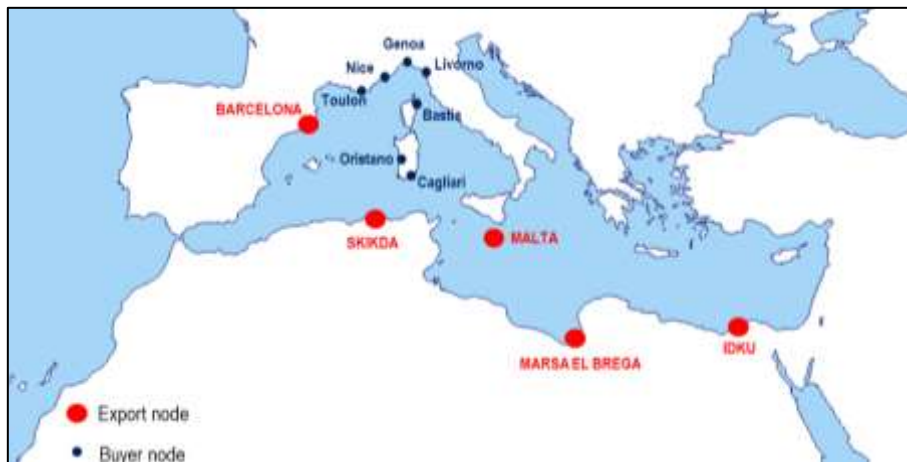 Genoa
Nice
Livorno
Toulon
BARCELONA
Bastia
Oristano
Cagliari
SKIKDA
MALTA
IDKU
MARSA EL BREGA
Export node
Buyer node